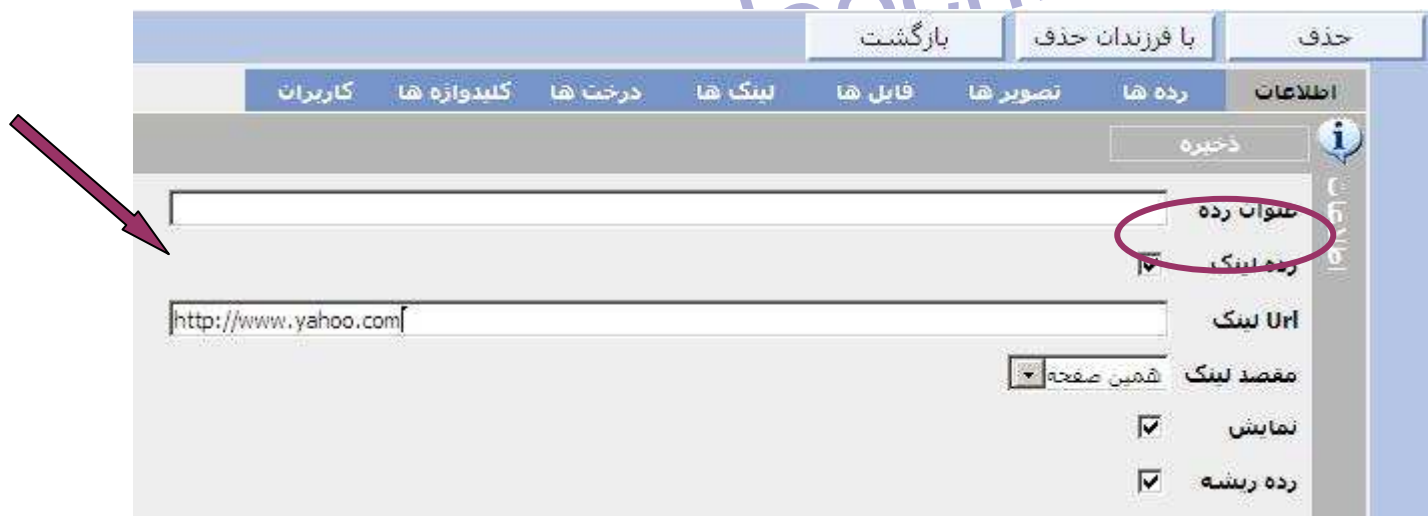 حذف با فرزندان حذف بازگشت
اطلاعات رده ها تصویر ها فایل ها لینک ها درخت ها کلیدواژه ها کاربران
ذخیره
اطلاعات
عنوان رده
رده لینک
Url لینک http://www.yahoo.com
مقصد لینک همین صفحه
نمایش
رده ریشه